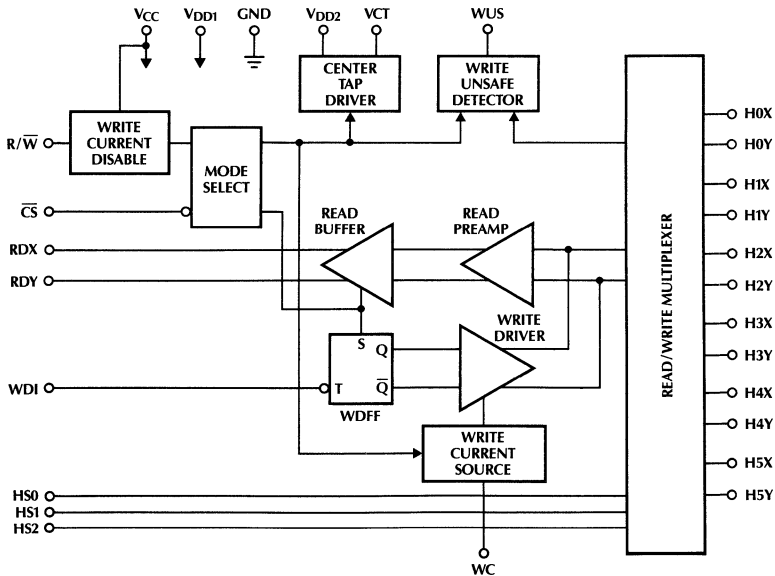 VCC
VDD1
GND
VDD2
VCT
WUS
CENTER
TAP
DRIVER
WRITE
UNSAFE
DETECTOR
R/W̅
WRITE
CURRENT
DISABLE
MODE
SELECT
C̅S̅
RDX
RDY
READ
BUFFER
READ
PREAMP
WRITE
DRIVER
S
Q
Q̅
T
WDI
WDFF
WRITE
CURRENT
SOURCE
HS0
HS1
HS2
WC
READ/WRITE MULTIPLEXER
H0X
H0Y
H1X
H1Y
H2X
H2Y
H3X
H3Y
H4X
H4Y
H5X
H5Y